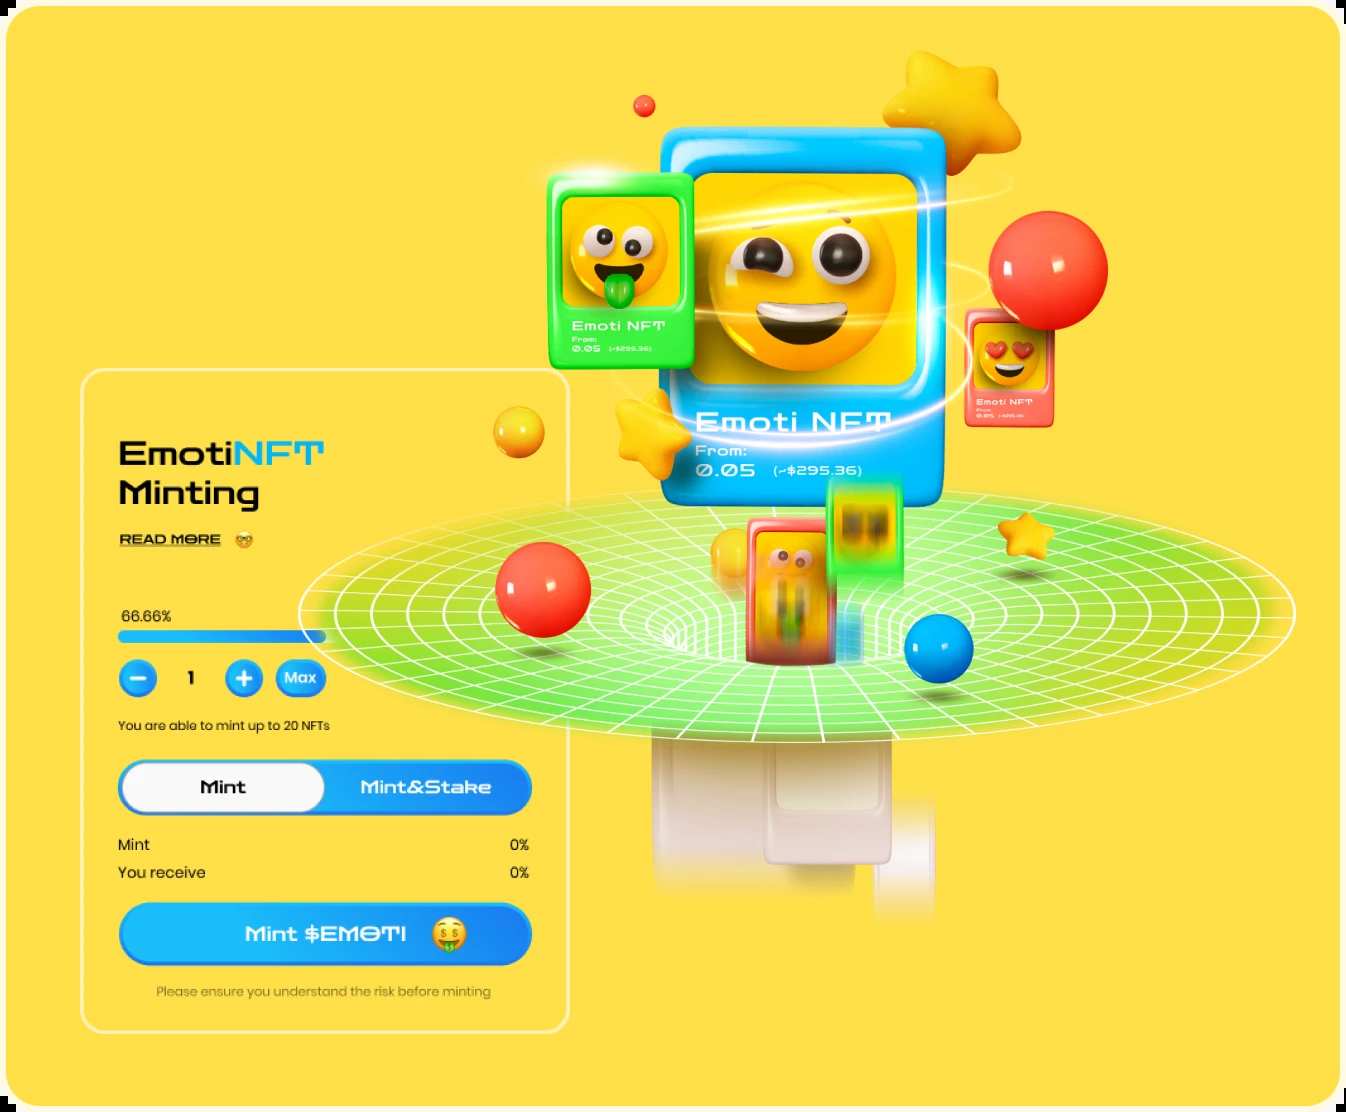 EmotiNFT
Minting
READ MORE
66.66%
1
Max
You are able to mint up to 20 NFTs
Mint
Mint&Stake
Mint 0%
You receive 0%
Mint $EMOTI
Please ensure you understand the risk before minting
Emoti NFT
From:
0.05 (~$295.36)
Emoti NFT
From:
0.05 (~$295.36)
Emoti NFT
From:
0.05 (~$295.36)